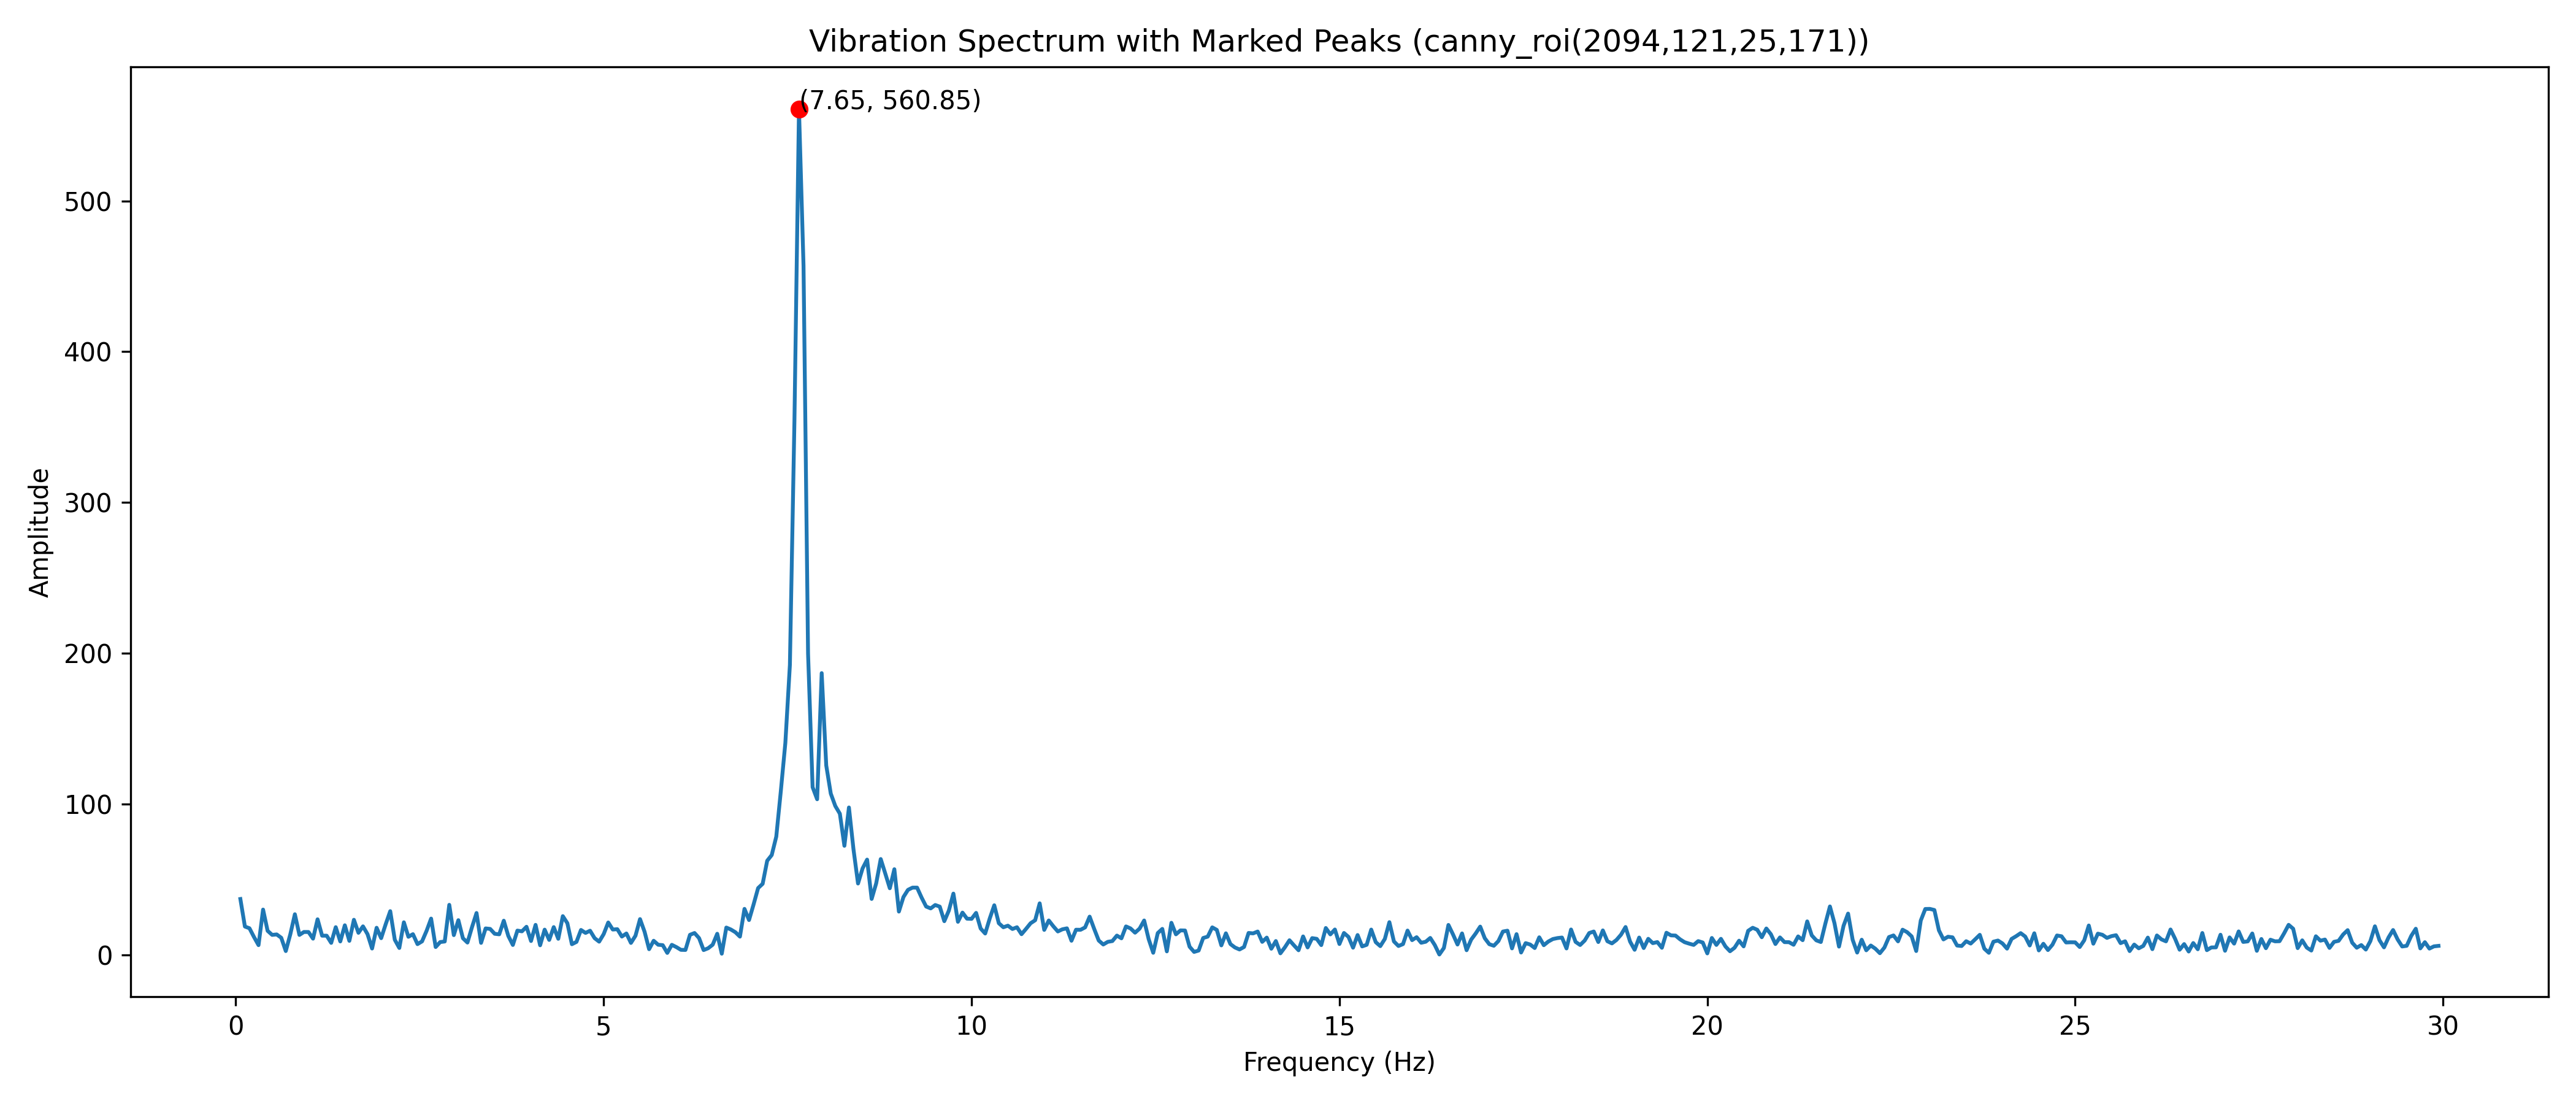 Vibration Spectrum with Marked Peaks (canny_roi(2094,121,25,171))
(7.65, 560.85)
500
400
300
200
100
0
Amplitude
0 5 10 15 20 25 30
Frequency (Hz)